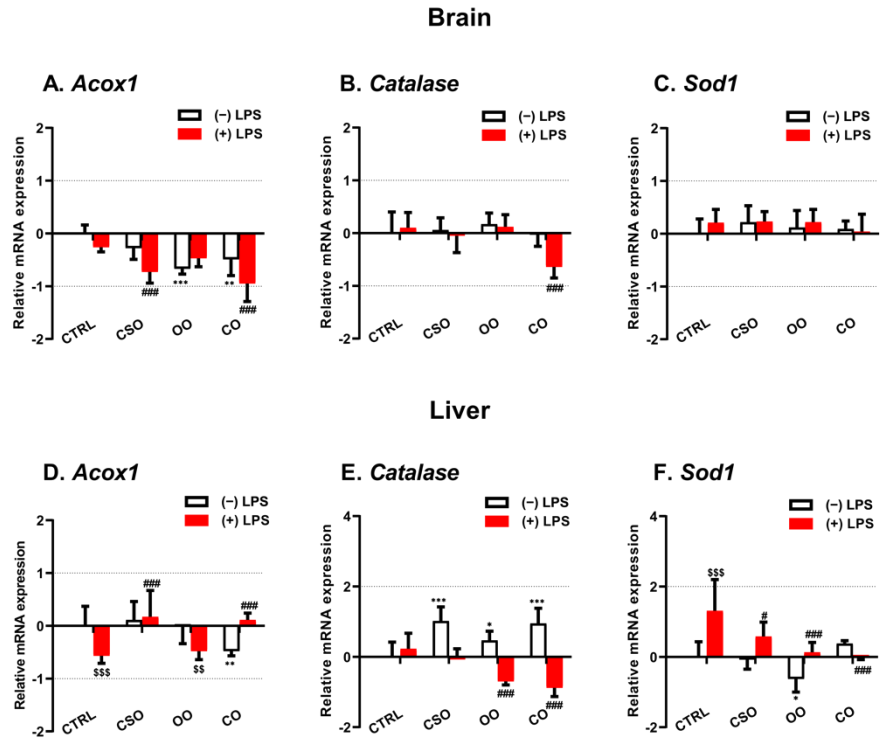 Brain
A. Acox1
(−) LPS
(+) LPS
Relative mRNA expression
2
1
0
-1
-2
***
**
###
###
CTRL
CSO
OO
CO
B. Catalase
(−) LPS
(+) LPS
Relative mRNA expression
2
1
0
-1
-2
###
CTRL
CSO
OO
CO
C. Sod1
(−) LPS
(+) LPS
Relative mRNA expression
2
1
0
-1
-2
CTRL
CSO
OO
CO
Liver
D. Acox1
(−) LPS
(+) LPS
Relative mRNA expression
2
1
0
-1
-2
###
###
$$$
$$
**
CTRL
CSO
OO
CO
E. Catalase
(−) LPS
(+) LPS
Relative mRNA expression
4
2
0
-2
***
*
***
###
###
CTRL
CSO
OO
CO
F. Sod1
(−) LPS
(+) LPS
Relative mRNA expression
4
2
0
-2
$$$
#
###
*
###
CTRL
CSO
OO
CO